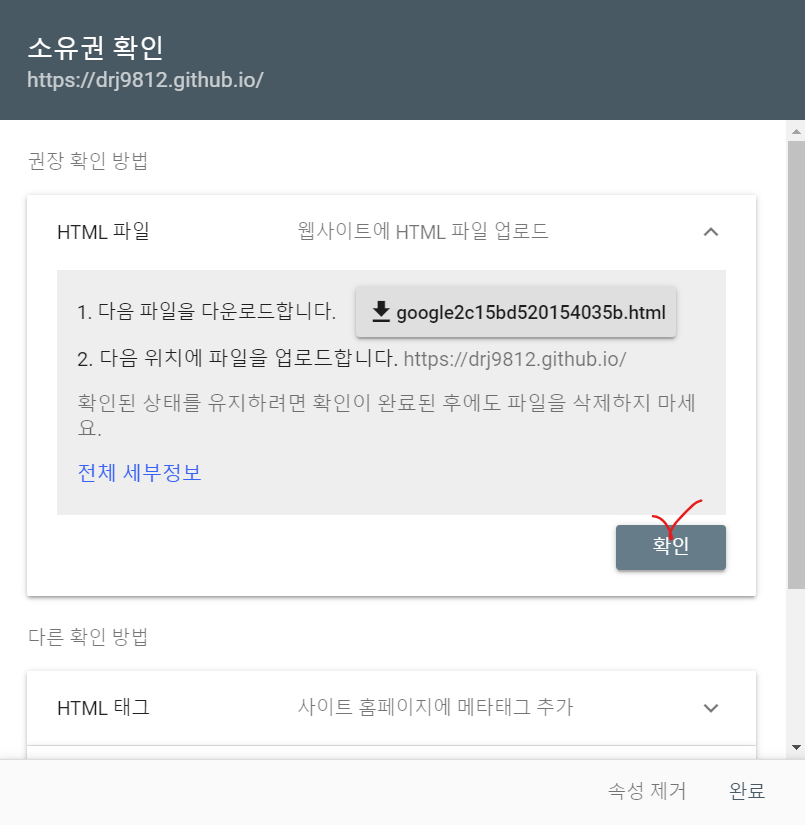 소유권 확인
https://drj9812.github.io/
권장 확인 방법
HTML 파일 웹사이트에 HTML 파일 업로드
1. 다음 파일을 다운로드합니다. google2c15bd520154035b.html
2. 다음 위치에 파일을 업로드합니다. https://drj9812.github.io/
확인된 상태를 유지하려면 확인이 완료된 후에도 파일을 삭제하지 마세
요.
전체 세부정보
확인
다른 확인 방법
HTML 태그 사이트 홈페이지에 메타태그 추가
속성 제거 완료